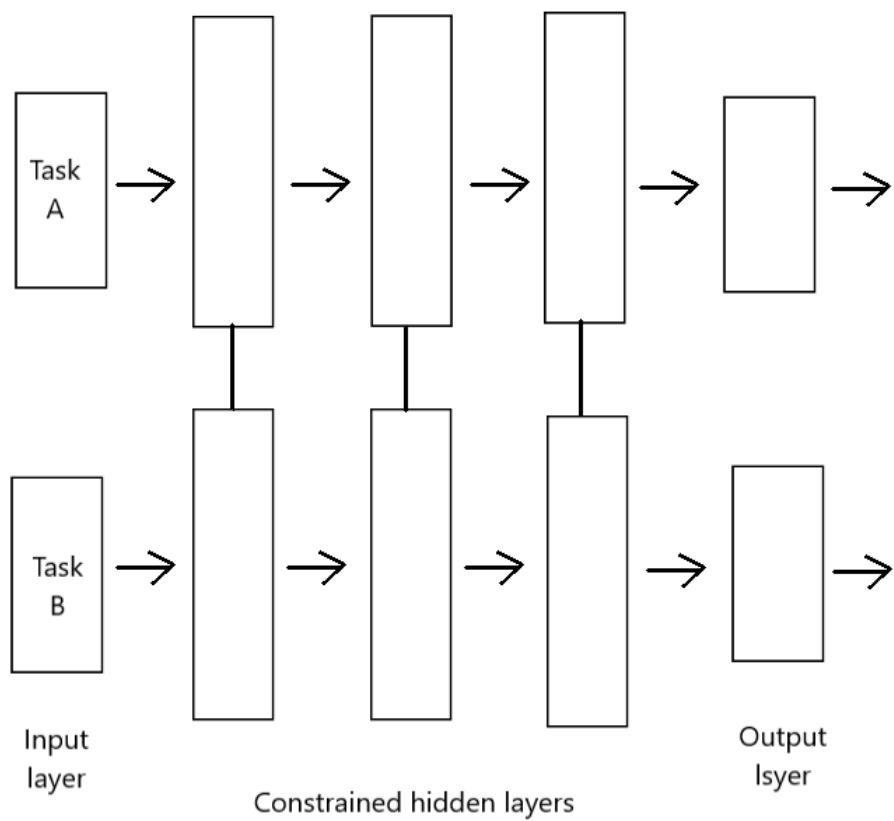 Task
A
Task
B
Input
layer
Output
lsyer
Constrained hidden layers